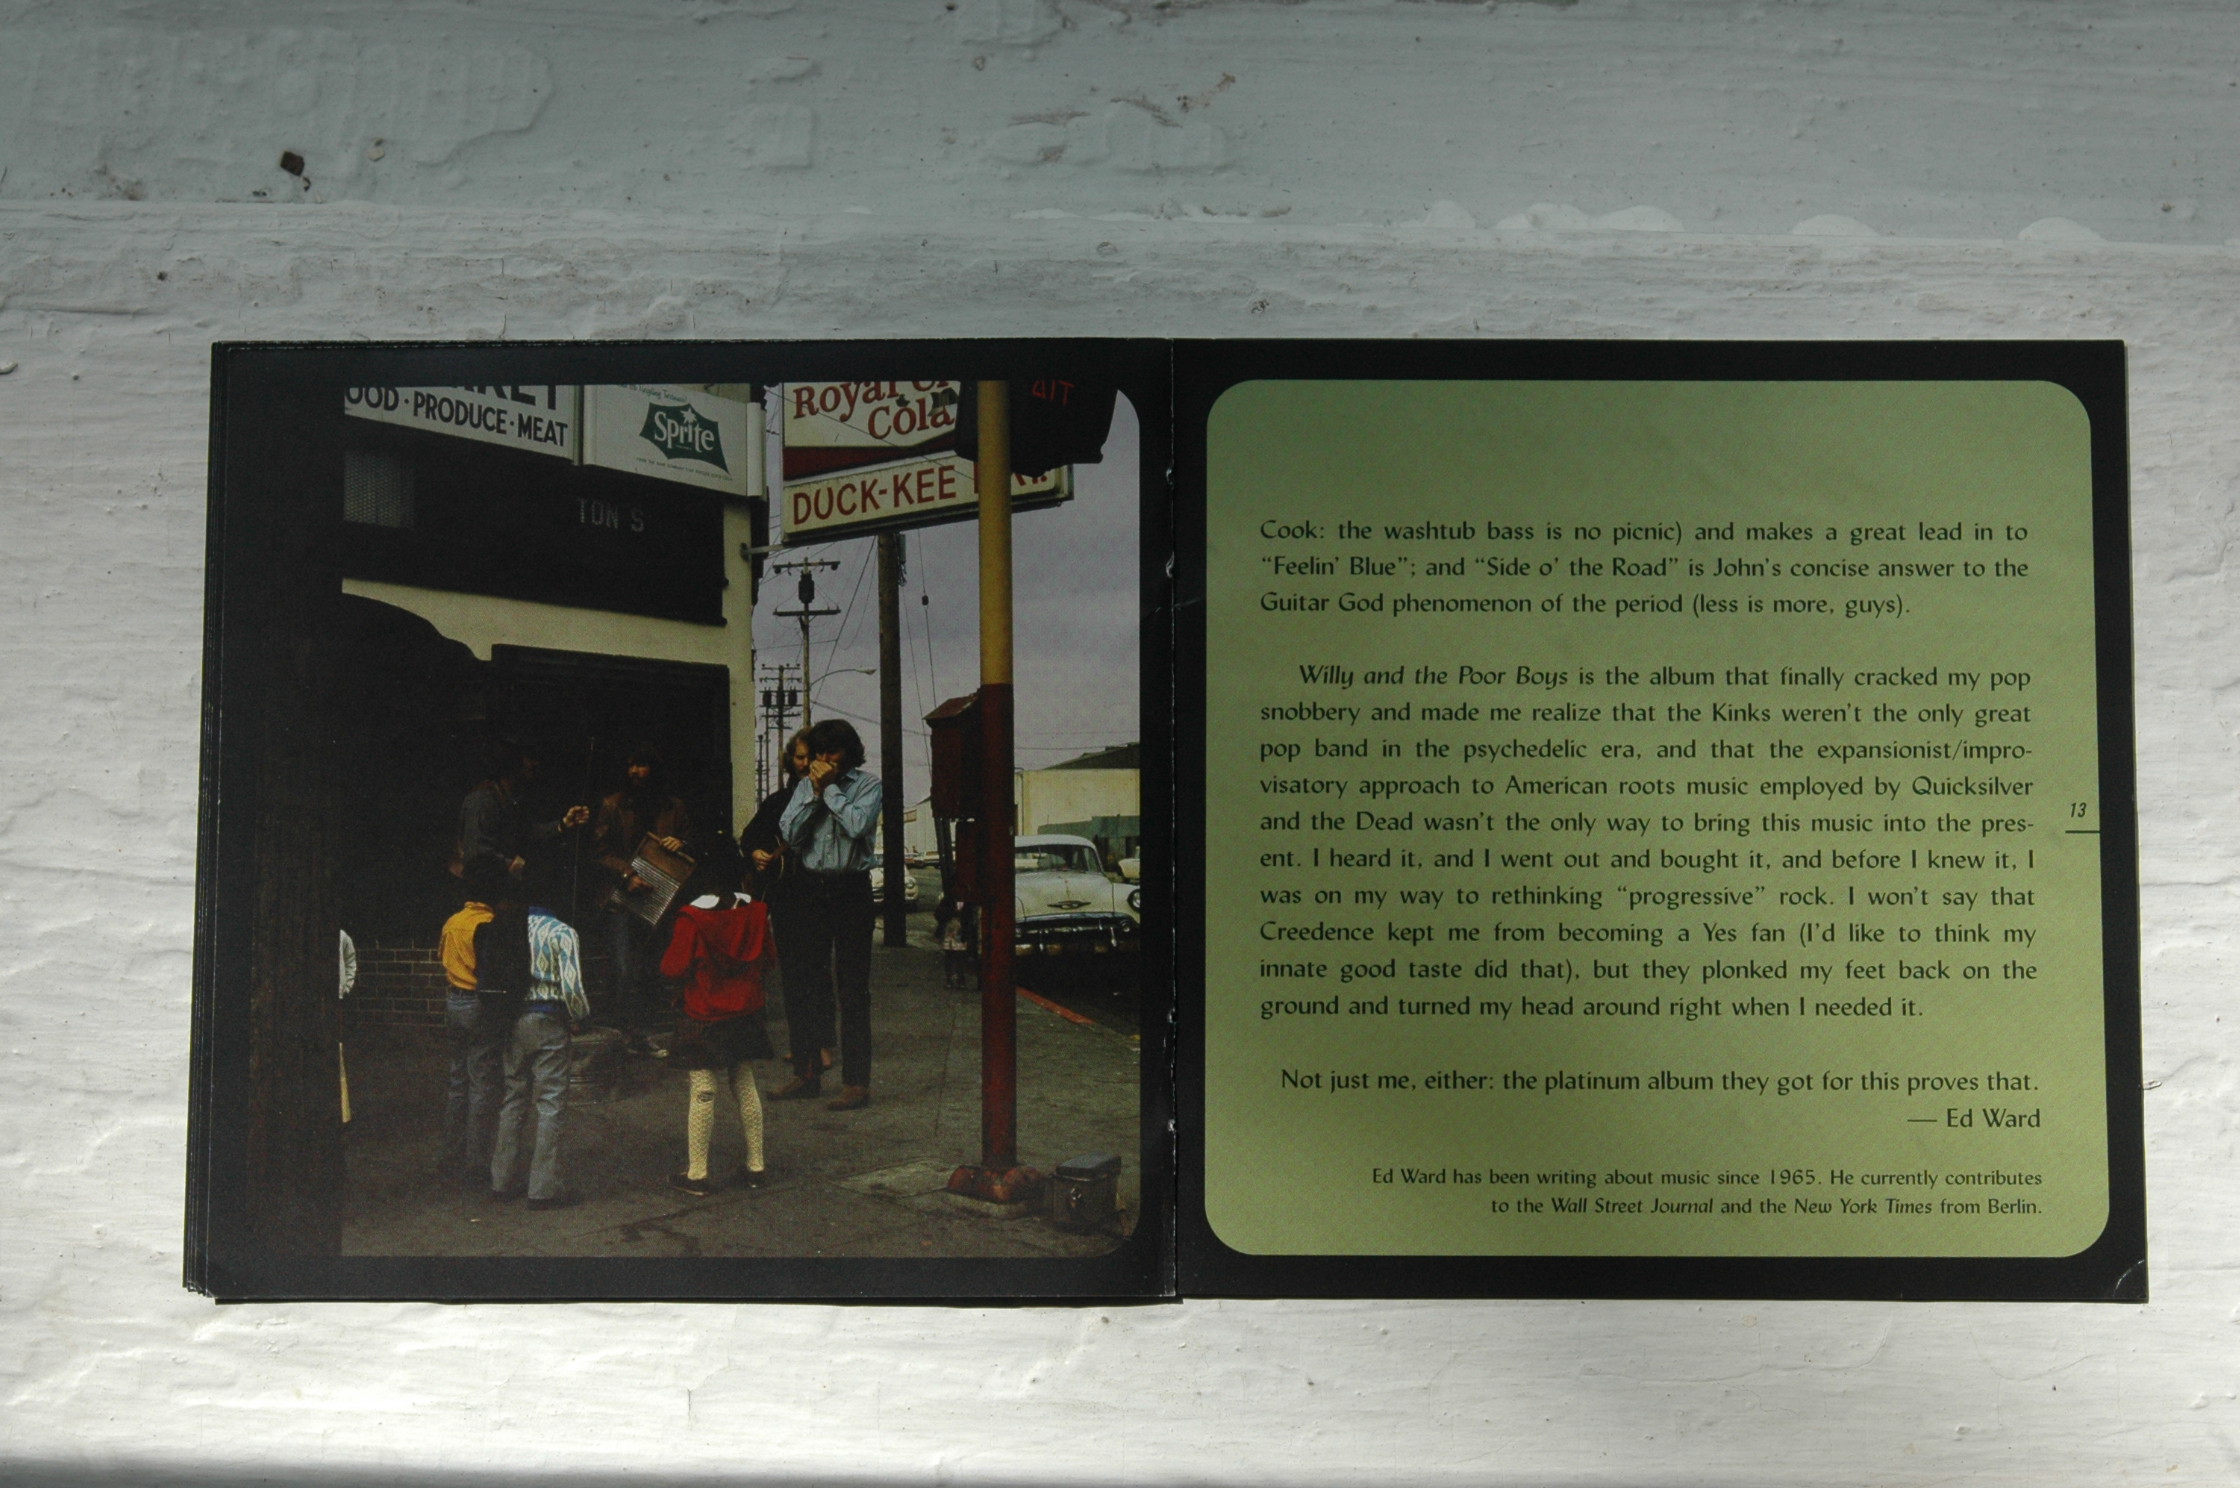 OOD · PRODUCE · MEAT
Sprite
TON S
Royal
Cola
DUCK-KEE
Cook: the washtub bass is no picnic) and makes a great lead in to
“Feelin’ Blue”; and “Side o’ the Road” is John’s concise answer to the
Guitar God phenomenon of the period (less is more, guys).
Willy and the Poor Boys is the album that finally cracked my pop
snobbery and made me realize that the Kinks weren’t the only great
pop band in the psychedelic era, and that the expansionist/impro-
visatory approach to American roots music employed by Quicksilver
and the Dead wasn’t the only way to bring this music into the pres-
ent. I heard it, and I went out and bought it, and before I knew it, I
was on my way to rethinking “progressive” rock. I won’t say that
Creedence kept me from becoming a Yes fan (I’d like to think my
innate good taste did that), but they plonked my feet back on the
ground and turned my head around right when I needed it.
Not just me, either: the platinum album they got for this proves that.
— Ed Ward
Ed Ward has been writing about music since 1965. He currently contributes
to the Wall Street Journal and the New York Times from Berlin.
13